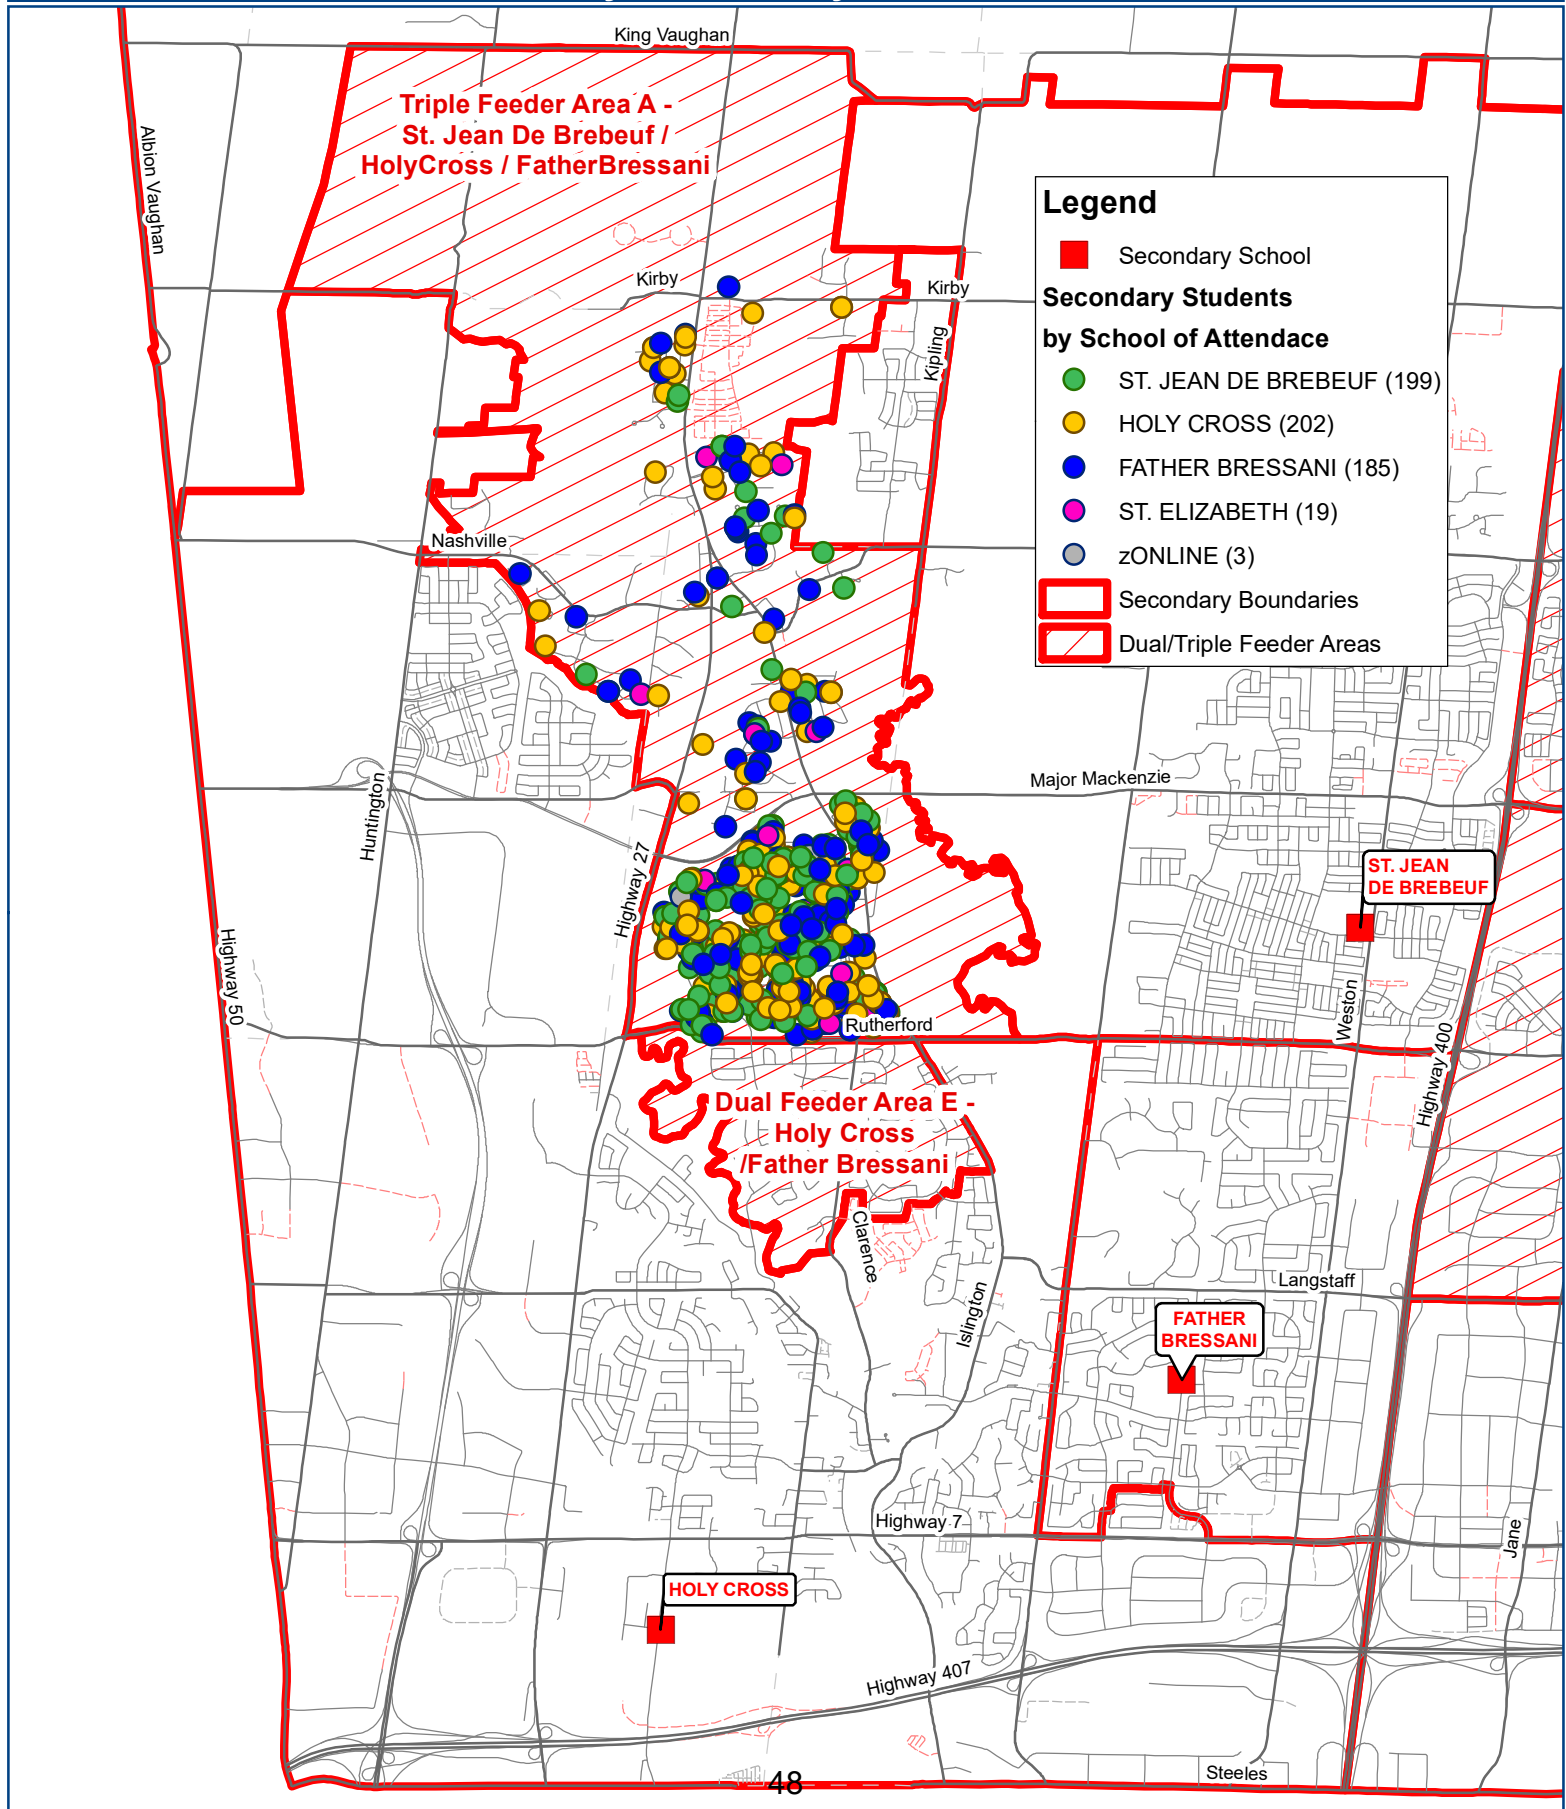 King Vaughan
Triple Feeder Area A -
St. Jean De Brebeuf /
HolyCross / FatherBressani
Albion Vaughan
Legend
Secondary School
Secondary Students
by School of Attendace
ST. JEAN DE BREBEUF (199)
HOLY CROSS (202)
FATHER BRESSANI (185)
ST. ELIZABETH (19)
zONLINE (3)
Secondary Boundaries
Dual/Triple Feeder Areas
Kirby
Kirby
Kipling
Nashville
Major Mackenzie
Huntington
Highway 27
ST. JEAN
DE BREBEUF
Highway 50
Weston
Rutherford
Highway 400
Dual Feeder Area E -
Holy Cross
/Father Bressani
Clarence
Langstaff
Islington
FATHER
BRESSANI
Highway 7
Jane
HOLY CROSS
Highway 407
Steeles
48